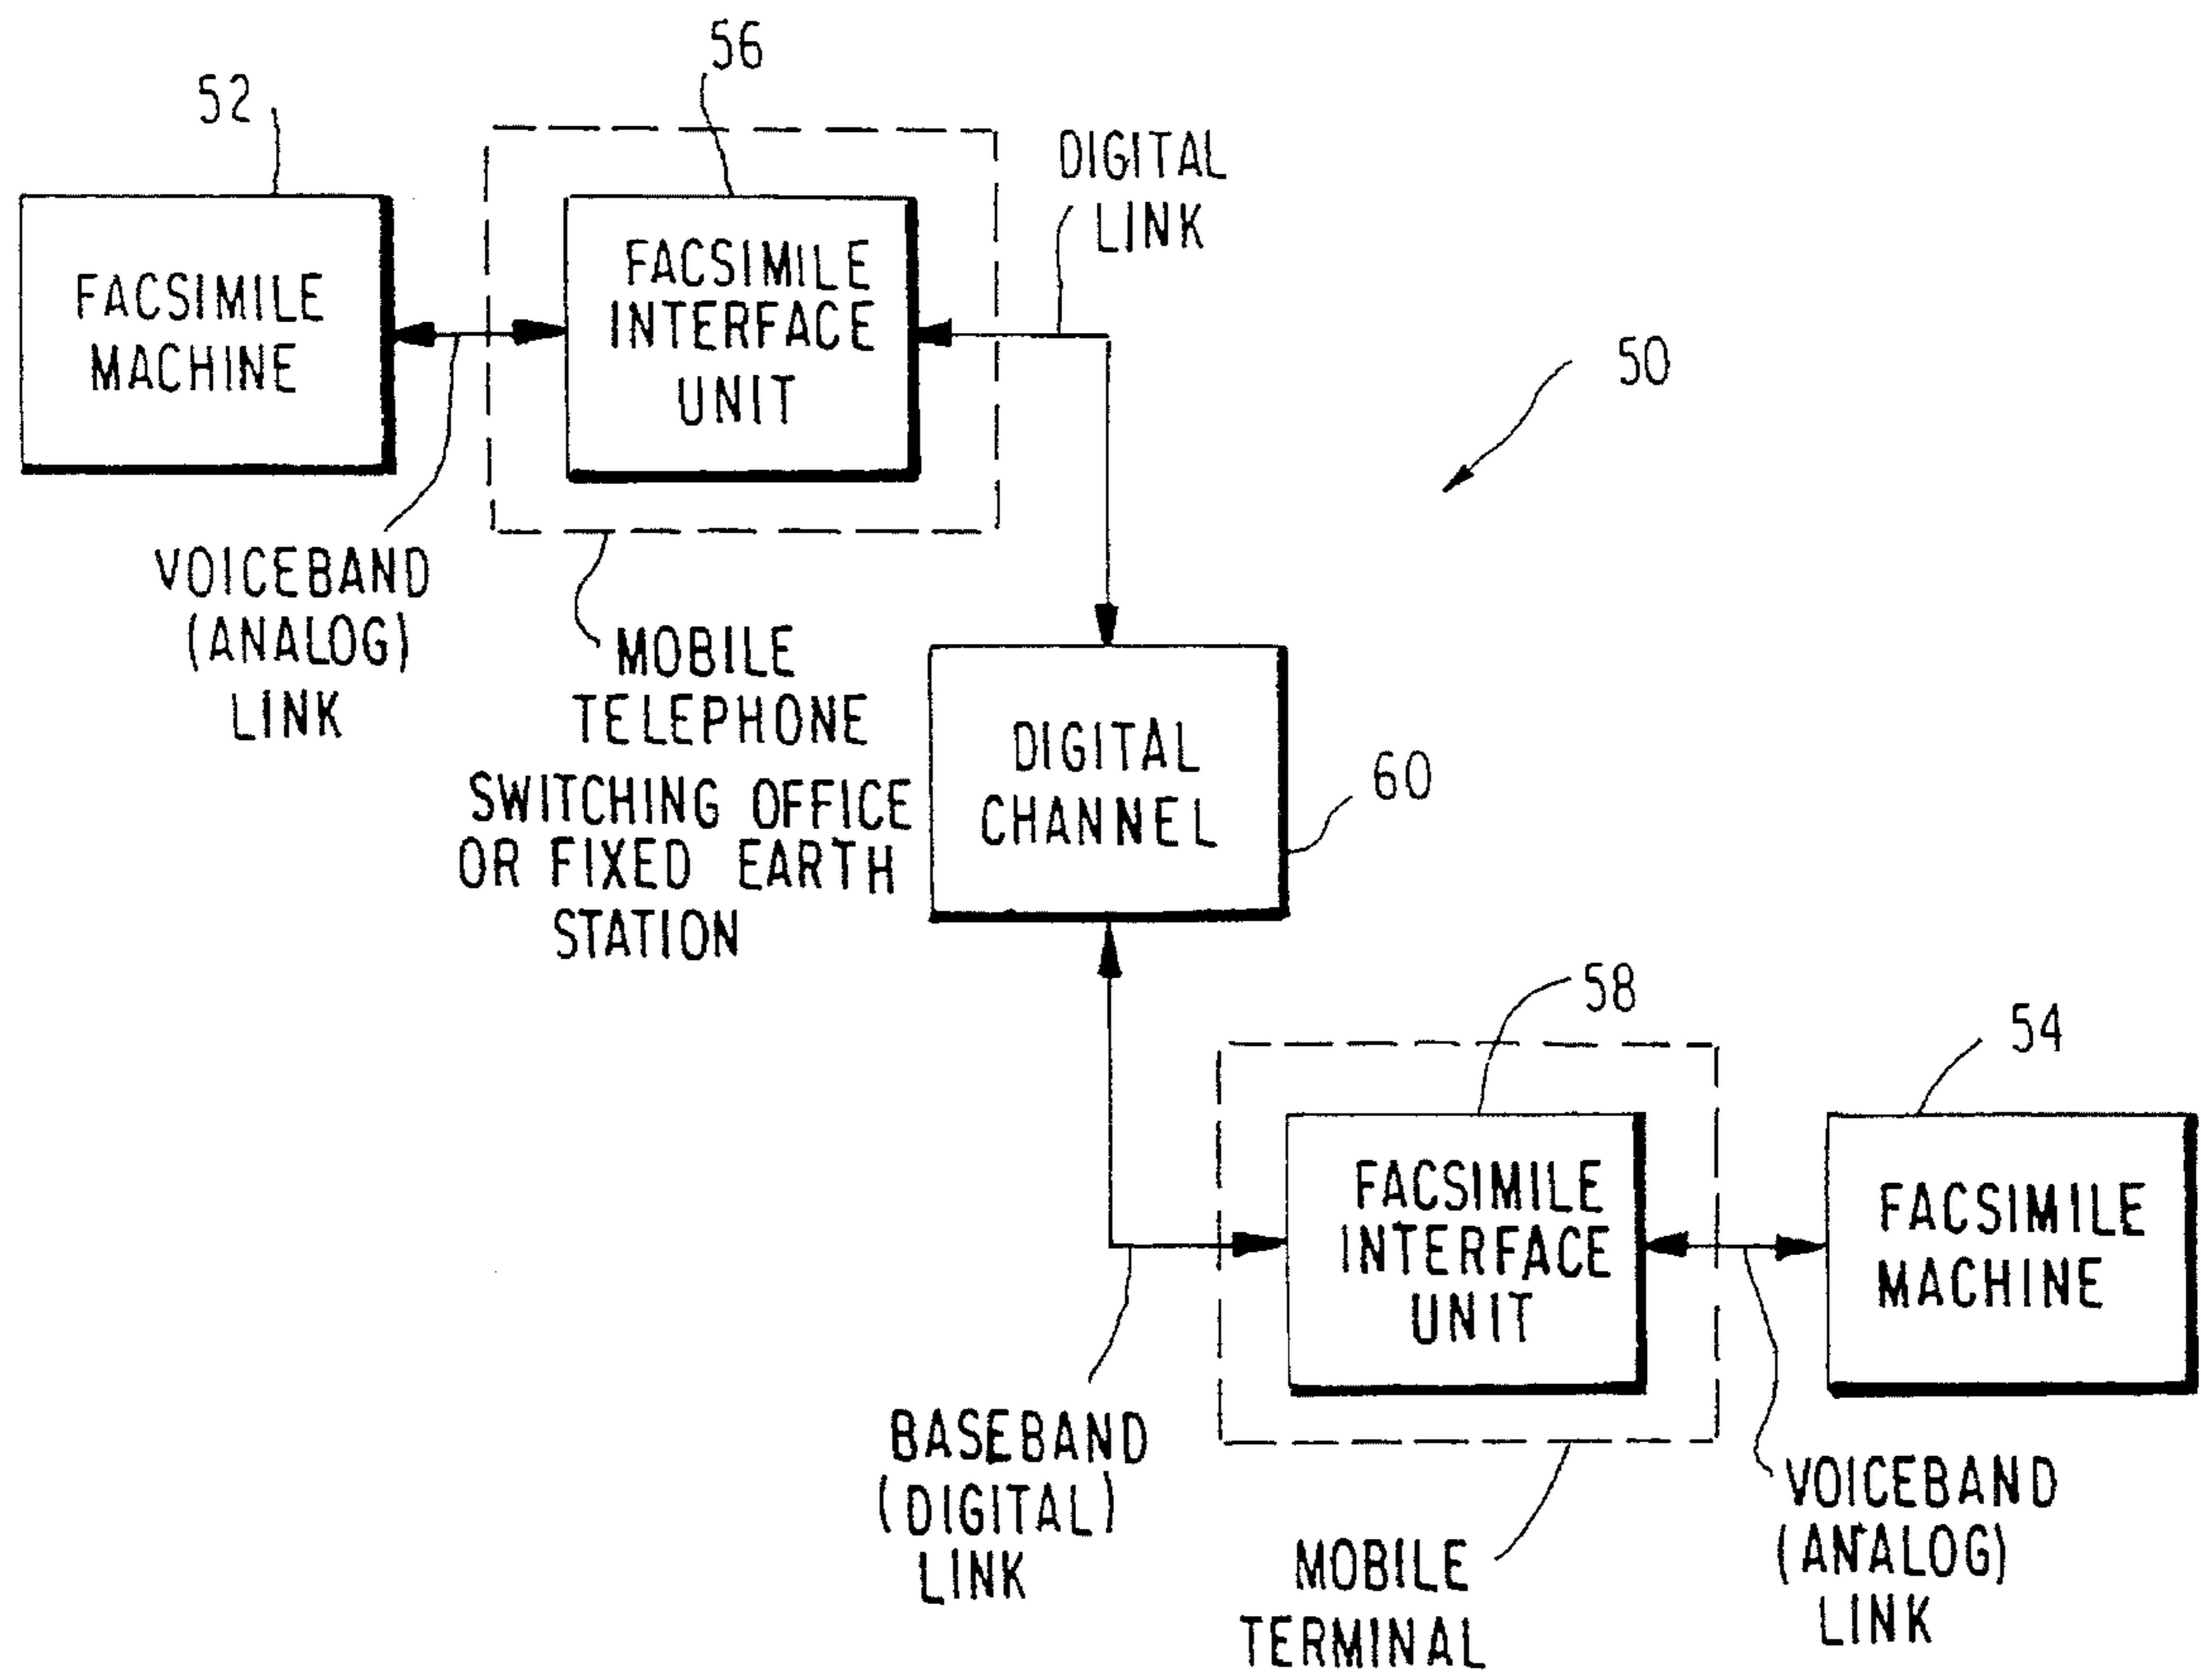 56
52
DIGITAL
LINK
FACSIMILE
MACHINE
FACSIMILE
INTERFACE
UNIT
50
VOICEBAND
(ANALOG)
LINK
MOBILE
TELEPHONE
SWITCHING OFFICE
OR FIXED EARTH
STATION
DIGITAL
CHANNEL
60
58
54
FACSIMILE
INTERFACE
UNIT
FACSIMILE
MACHINE
BASEBAND
(DIGITAL)
LINK
MOBILE
TERMINAL
VOICEBAND
(ANALOG)
LINK